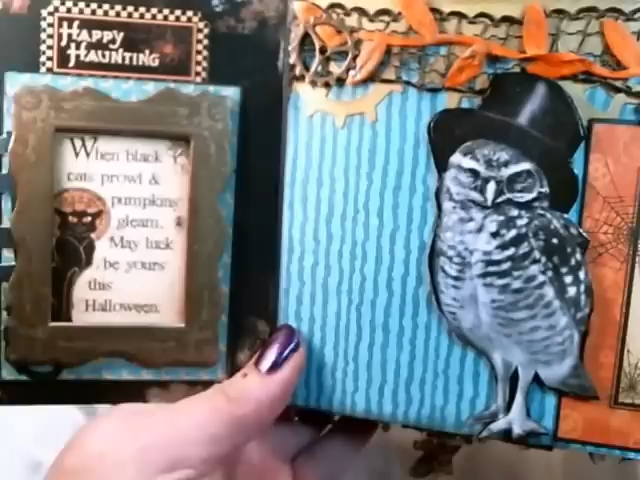 Happy
Haunting
When black
cats prowl &
pumpkins
gleam,
May luck
be yours
this
Halloween.